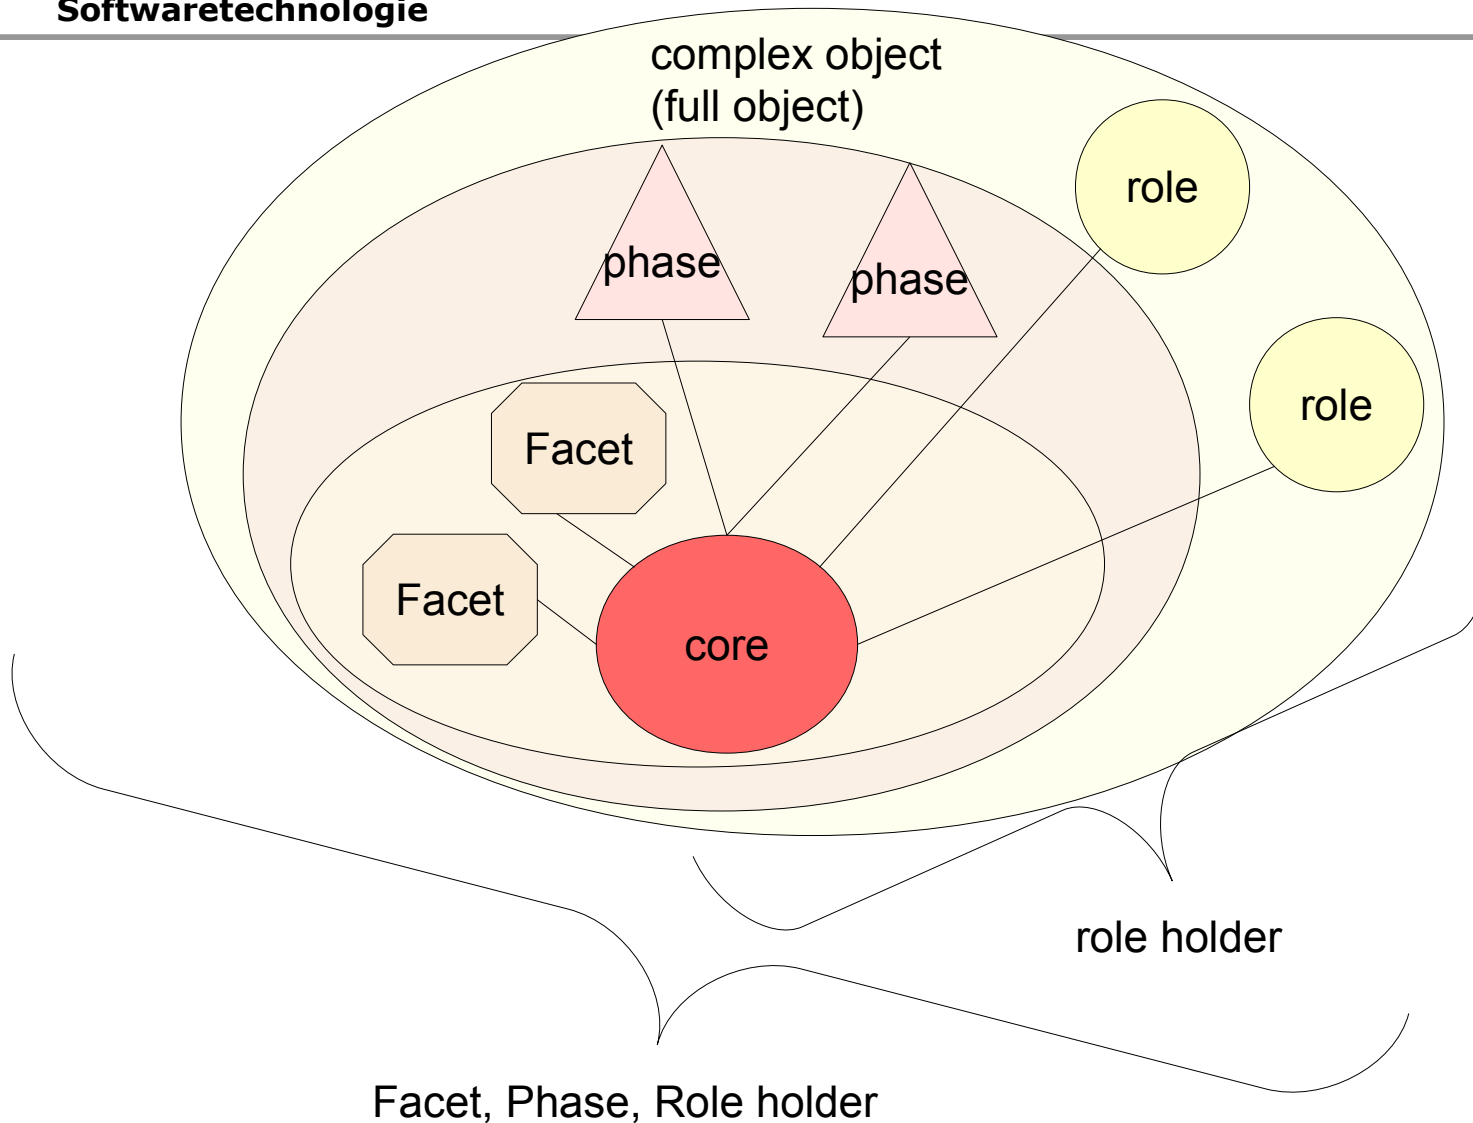 Softwaretechnologie
complex object
(full object)
role
phase
phase
role
Facet
Facet
core
role holder
Facet, Phase, Role holder